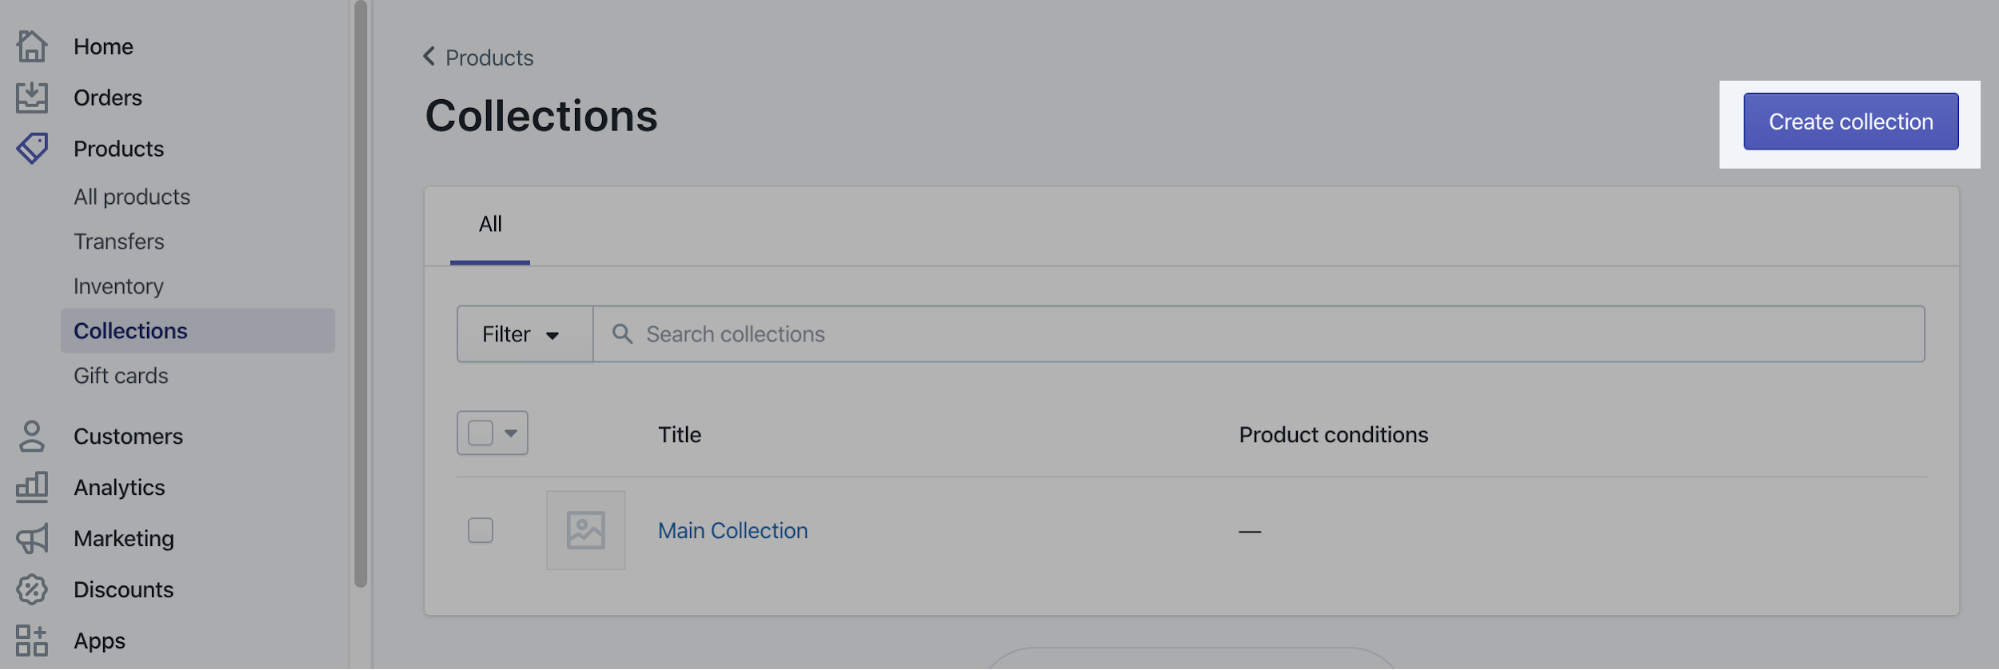 Home
Orders
Products
All products
Transfers
Inventory
Collections
Gift cards
Customers
Analytics
Marketing
Discounts
Apps
Products
Collections
Create collection
All
Filter
Search collections
Title
Product conditions
Main Collection
—